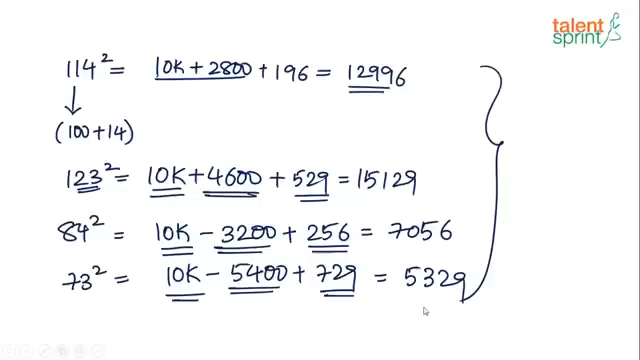 talent
sprint
114² = 10K + 2800 + 196 = 12996
↓
(100+14)
123² = 10K + 4600 + 529 = 15129
84² = 10K - 3200 + 256 = 7056
73² = 10K - 5400 + 729 = 5329